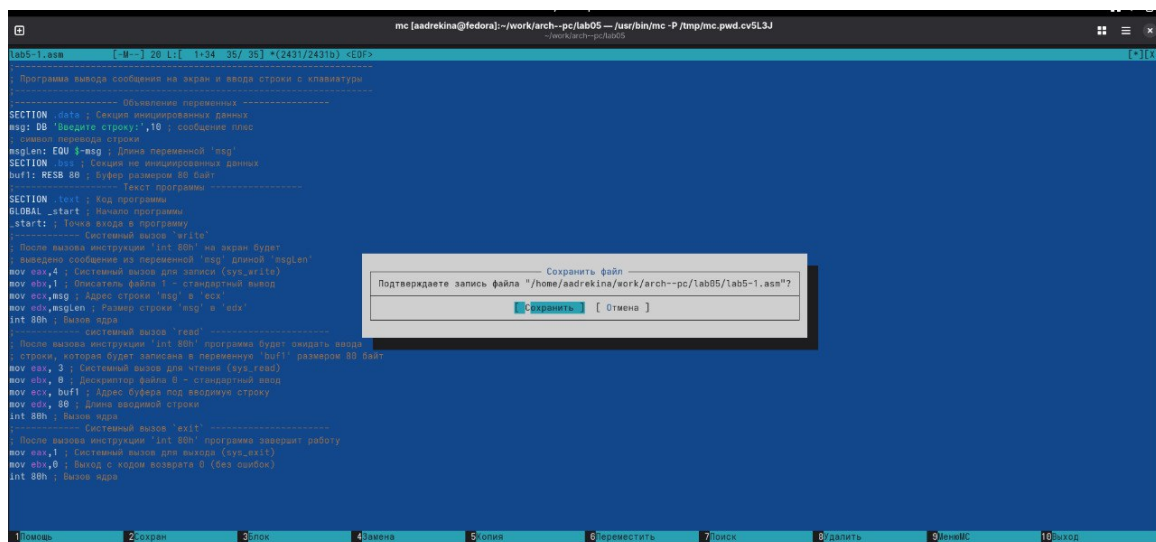 mc [aadrekina@fedora]:~/work/arch--pc/lab05 — /usr/bin/mc -P /tmp/mc.pwd.cv5L3J
~/work/arch--pc/lab05
lab5-1.asm [-M--] 20 L:[ 1+34 35/ 35] *(2431/2431b) <EOF> [*][X
;---------------------------------------------------------------
; Программа вывода сообщения на экран и ввода строки с клавиатуры
;---------------------------------------------------------------
;------------------- Объявление переменных ----------------
SECTION .data ; Секция инициированных данных
msg: DB 'Введите строку:',10 ; сообщение плюс
; символ перевода строки
msgLen: EQU $-msg ; Длина переменной 'msg'
SECTION .bss ; Секция не инициированных данных
buf1: RESB 80 ; Буфер размером 80 байт
;------------------- Текст программы -----------------
SECTION .text ; Код программы
GLOBAL _start ; Начало программы
_start: ; Точка входа в программу
;------------ Cистемный вызов `write`
; После вызова инструкции 'int 80h' на экран будет
; выведено сообщение из переменной 'msg' длиной 'msgLen'
mov eax,4 ; Системный вызов для записи (sys_write)
mov ebx,1 ; Описатель файла 1 - стандартный вывод
mov ecx,msg ; Адрес строки 'msg' в 'ecx'
mov edx,msgLen ; Размер строки 'msg' в 'edx'
int 80h ; Вызов ядра
;------------ системный вызов `read` ----------------------
; После вызова инструкции 'int 80h' программа будет ожидать ввода
; строки, которая будет записана в переменную 'buf1' размером 80 байт
mov eax, 3 ; Системный вызов для чтения (sys_read)
mov ebx, 0 ; Дескриптор файла 0 - стандартный ввод
mov ecx, buf1 ; Адрес буфера под вводимую строку
mov edx, 80 ; Длина вводимой строки
int 80h ; Вызов ядра
;------------ Системный вызов `exit` ----------------------
; После вызова инструкции 'int 80h' программа завершит работу
mov eax,1 ; Системный вызов для выхода (sys_exit)
mov ebx,0 ; Выход с кодом возврата 0 (без ошибок)
int 80h ; Вызов ядра
Сохранить файл
Подтверждаете запись файла "/home/aadrekina/work/arch--pc/lab05/lab5-1.asm"?
[ Сохранить ] [ Отмена ]
1Помощь 2Сохран 3Блок 4Замена 5Копия 6Переместить 7Поиск 8Удалить 9МенюMC 10Выход